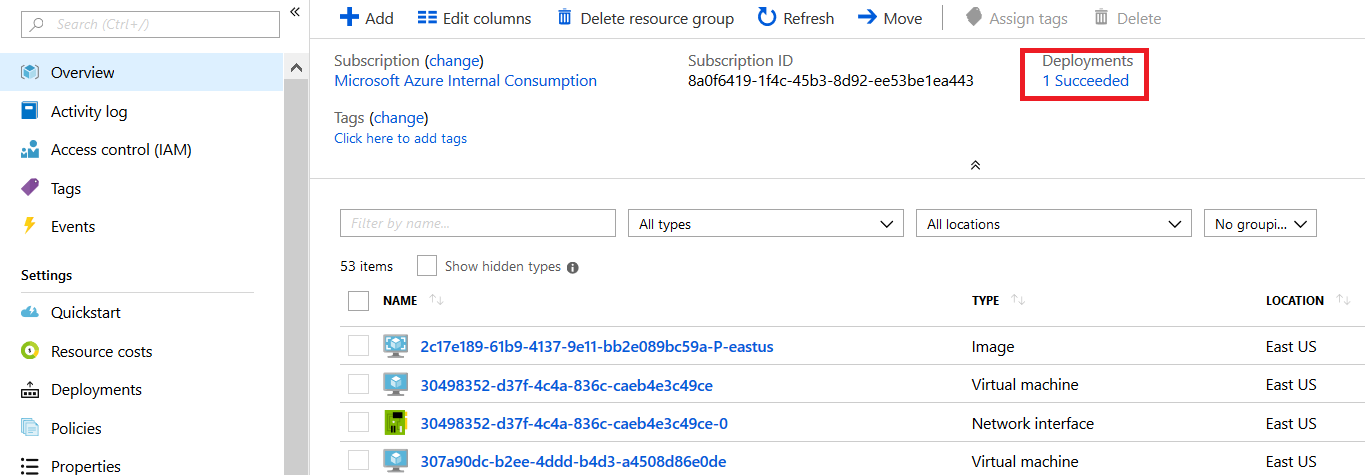 Search (Ctrl+/)
«
Overview
Activity log
Access control (IAM)
Tags
Events
Settings
Quickstart
Resource costs
Deployments
Policies
Properties
Add
Edit columns
Delete resource group
Refresh
Move
Assign tags
Delete
Subscription (change)
Microsoft Azure Internal Consumption
Subscription ID
8a0f6419-1f4c-45b3-8d92-ee53be1ea443
Deployments
1 Succeeded
Tags (change)
Click here to add tags
Filter by name...
All types
All locations
No groupi...
53 items
Show hidden types
NAME
TYPE
LOCATION
2c17e189-61b9-4137-9e11-bb2e089bc59a-P-eastus
Image
East US
30498352-d37f-4c4a-836c-caeb4e3c49ce
Virtual machine
East US
30498352-d37f-4c4a-836c-caeb4e3c49ce-0
Network interface
East US
307a90dc-b2ee-4ddd-b4d3-a4508d86e0de
Virtual machine
East US